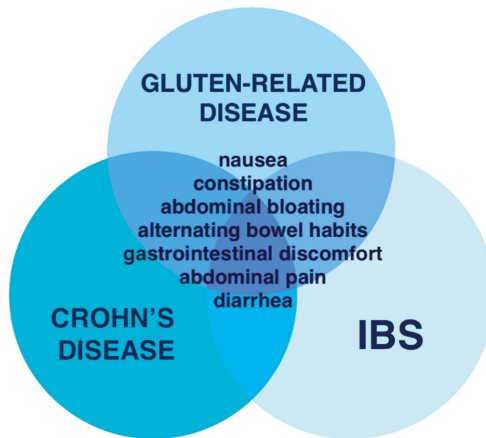 GLUTEN-RELATED
DISEASE
nausea
constipation
abdominal bloating
alternating bowel habits
gastrointestinal discomfort
abdominal pain
diarrhea
CROHN'S
DISEASE
IBS